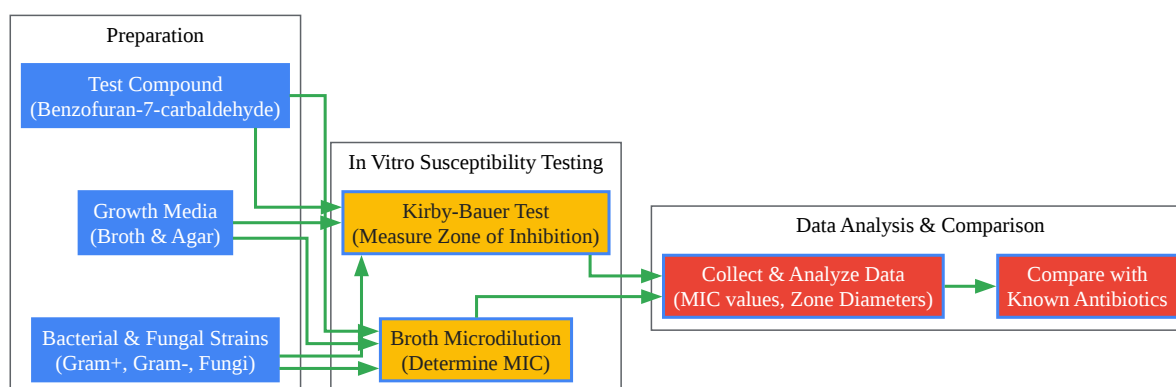 Preparation
Test Compound
(Benzofuran-7-carbaldehyde)
Growth Media
(Broth & Agar)
Bacterial & Fungal Strains
(Gram+, Gram-, Fungi)
In Vitro Susceptibility Testing
Kirby-Bauer Test
(Measure Zone of Inhibition)
Broth Microdilution
(Determine MIC)
Data Analysis & Comparison
Collect & Analyze Data
(MIC values, Zone Diameters)
Compare with
Known Antibiotics